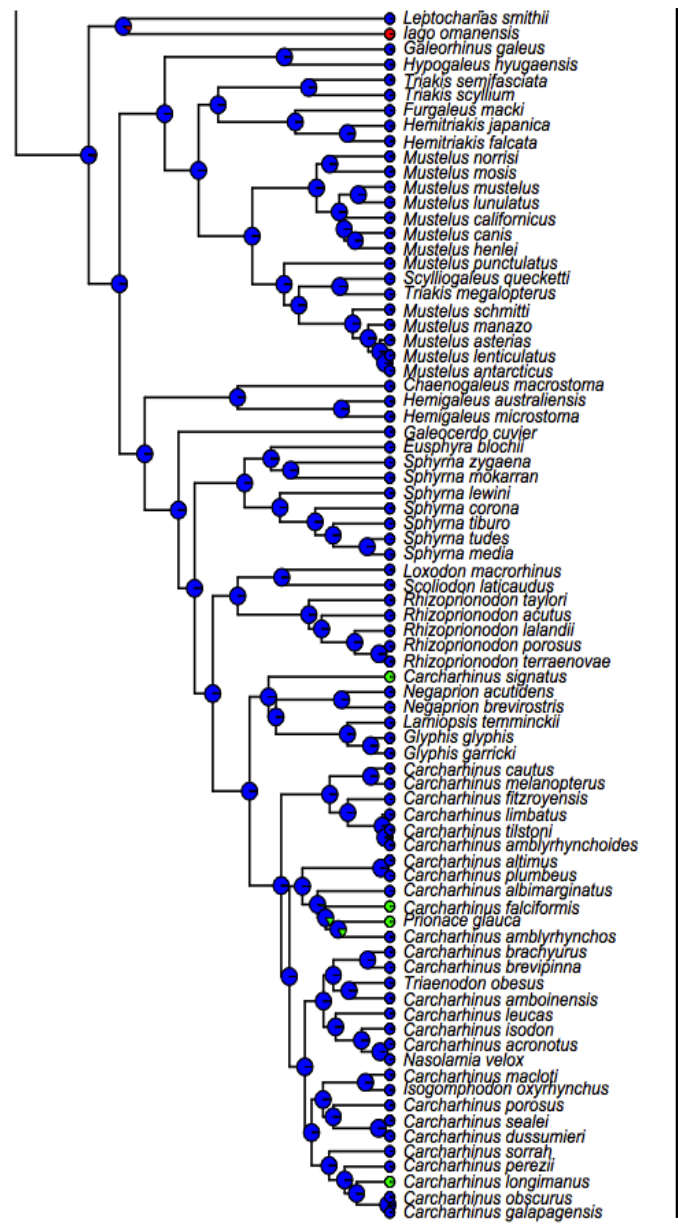 Leptocharias smithii
Iago omanensis
Galeorhinus galeus
Hypogaleus hyugaensis
Triakis semifasciata
Triakis scyllium
Furgaleus macki
Hemitriakis japanica
Hemitriakis falcata
Mustelus norrisi
Mustelus mosis
Mustelus mustelus
Mustelus lunulatus
Mustelus californicus
Mustelus canis
Mustelus henlei
Mustelus punctulatus
Scylliogaleus quecketti
Triakis megalopterus
Mustelus schmitti
Mustelus manazo
Mustelus asterias
Mustelus lenticulatus
Mustelus antarcticus
Chaenogaleus macrostoma
Hemigaleus australiensis
Hemigaleus microstoma
Galeocerdo cuvier
Eusphyra blochii
Sphyrna zygaena
Sphyrna mokarran
Sphyrna lewini
Sphyrna corona
Sphyrna tiburo
Sphyrna tudes
Sphyrna media
Loxodon macrorhinus
Scoliodon laticaudus
Rhizoprionodon taylori
Rhizoprionodon acutus
Rhizoprionodon lalandii
Rhizoprionodon porosus
Rhizoprionodon terraenovae
Carcharhinus signatus
Negaprion acutidens
Negaprion brevirostris
Lamiopsis temminckii
Glyphis glyphis
Glyphis garricki
Carcharhinus cautus
Carcharhinus melanopterus
Carcharhinus fitzroyensis
Carcharhinus limbatus
Carcharhinus tilstoni
Carcharhinus amblyrhynchoides
Carcharhinus altimus
Carcharhinus plumbeus
Carcharhinus albimarginatus
Carcharhinus falciformis
Prionace glauca
Carcharhinus amblyrhynchos
Carcharhinus brachyurus
Carcharhinus brevipinna
Triaenodon obesus
Carcharhinus amboinensis
Carcharhinus leucas
Carcharhinus isodon
Carcharhinus acronotus
Nasolamia velox
Carcharhinus macloti
Isogomphodon oxyrhynchus
Carcharhinus porosus
Carcharhinus sealei
Carcharhinus dussumieri
Carcharhinus sorrah
Carcharhinus perezii
Carcharhinus longimanus
Carcharhinus obscurus
Carcharhinus galapagensis